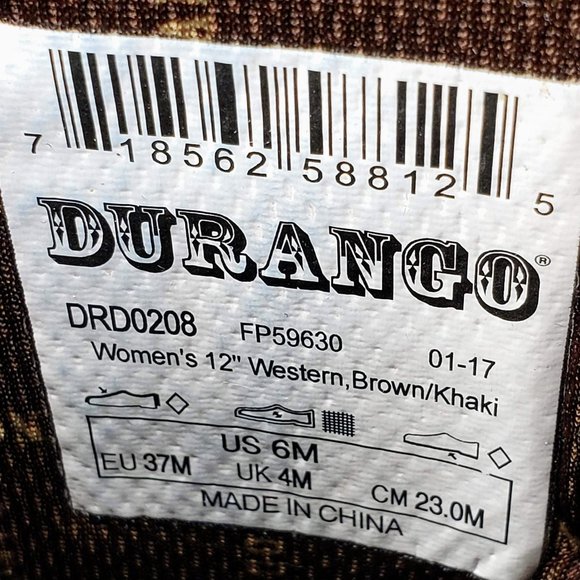 7 18562 58812 5
DURANGO®
DRD0208 FP59630 01-17
Women's 12" Western,Brown/Khaki
US 6M
EU 37M UK 4M CM 23.0M
MADE IN CHINA